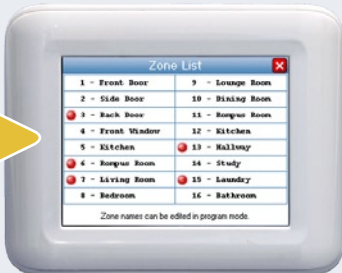 Zone List
1 - Front Door
2 - Side Door
3 - Back Door
4 - Front Window
5 - Kitchen
6 - Rumpus Room
7 - Living Room
8 - Bedroom
9 - Lounge Room
10 - Dining Room
11 - Rumpus Room
12 - Kitchen
13 - Hallway
14 - Study
15 - Laundry
16 - Bathroom
Zone names can be edited in program mode.